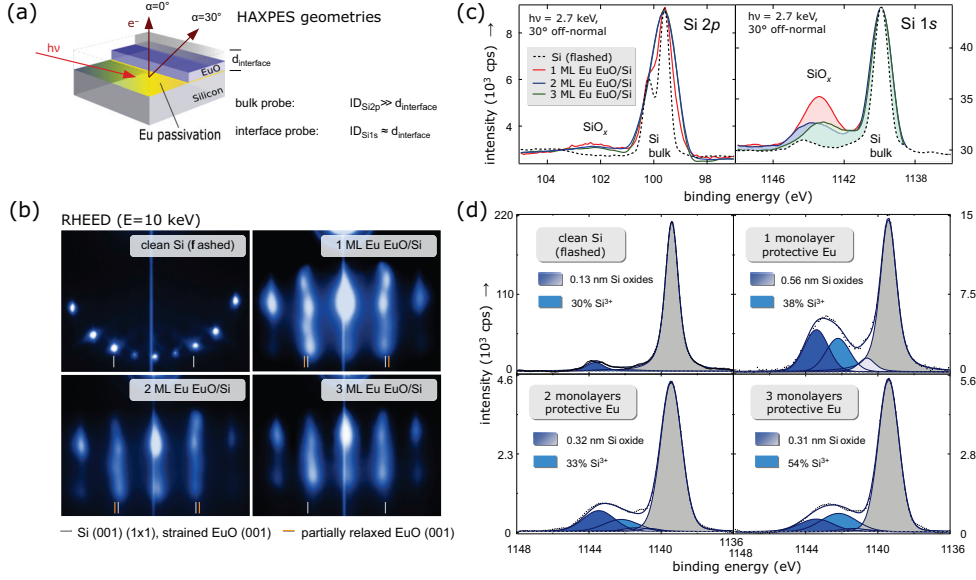 (a)
α=0°
α=30°
HAXPES geometries
e⁻
hν
EuO
d interface
Silicon
Eu passivation
bulk probe: ID Si2p ≫ d interface
interface probe: ID Si1s ≈ d interface
(b)
RHEED (E=10 keV)
clean Si (flashed)
1 ML Eu EuO/Si
2 ML Eu EuO/Si
3 ML Eu EuO/Si
Si (001) (1x1), strained EuO (001)
partially relaxed EuO (001)
(c)
hν = 2.7 keV,
30° off-normal
Si 2p
Si (flashed)
1 ML Eu EuO/Si
2 ML Eu EuO/Si
3 ML Eu EuO/Si
SiOx
Si
bulk
intensity (10³ cps) →
8
6
4
104 102 100 98
hν = 2.7 keV,
30° off-normal
Si 1s
SiOx
Si
bulk
40
35
30
1146 1142 1138
binding energy (eV)
(d)
220
110
0
clean Si
(flashed)
0.13 nm Si oxides
30% Si³⁺
1 monolayer
protective Eu
0.56 nm Si oxides
38% Si³⁺
15
7.5
0
intensity (10³ cps) →
4.6
2.3
0
2 monolayers
protective Eu
0.32 nm Si oxide
33% Si³⁺
3 monolayers
protective Eu
0.31 nm Si oxide
54% Si³⁺
5.6
2.8
0
1148 1144 1140 1136
1148 1144 1140 1136
binding energy (eV)